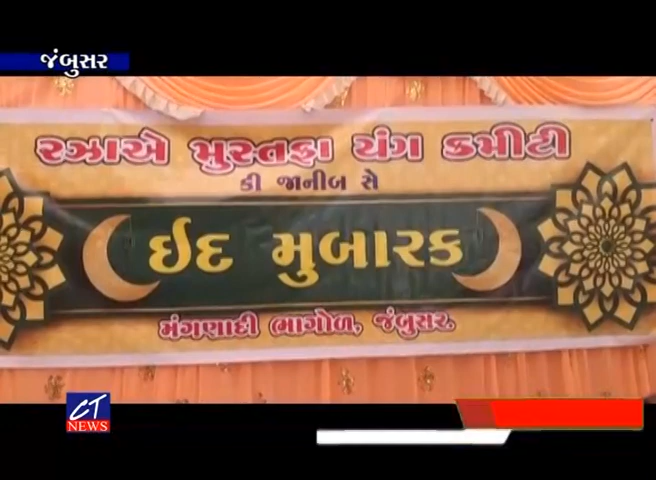 જંબુસર
રઝાએ મુસ્તફા યંગ કમીટી
કી જાનીબ સે
ઈદ મુબારક
મંગણાદી ભાગોળ, જંબુસર.
CT
NEWS